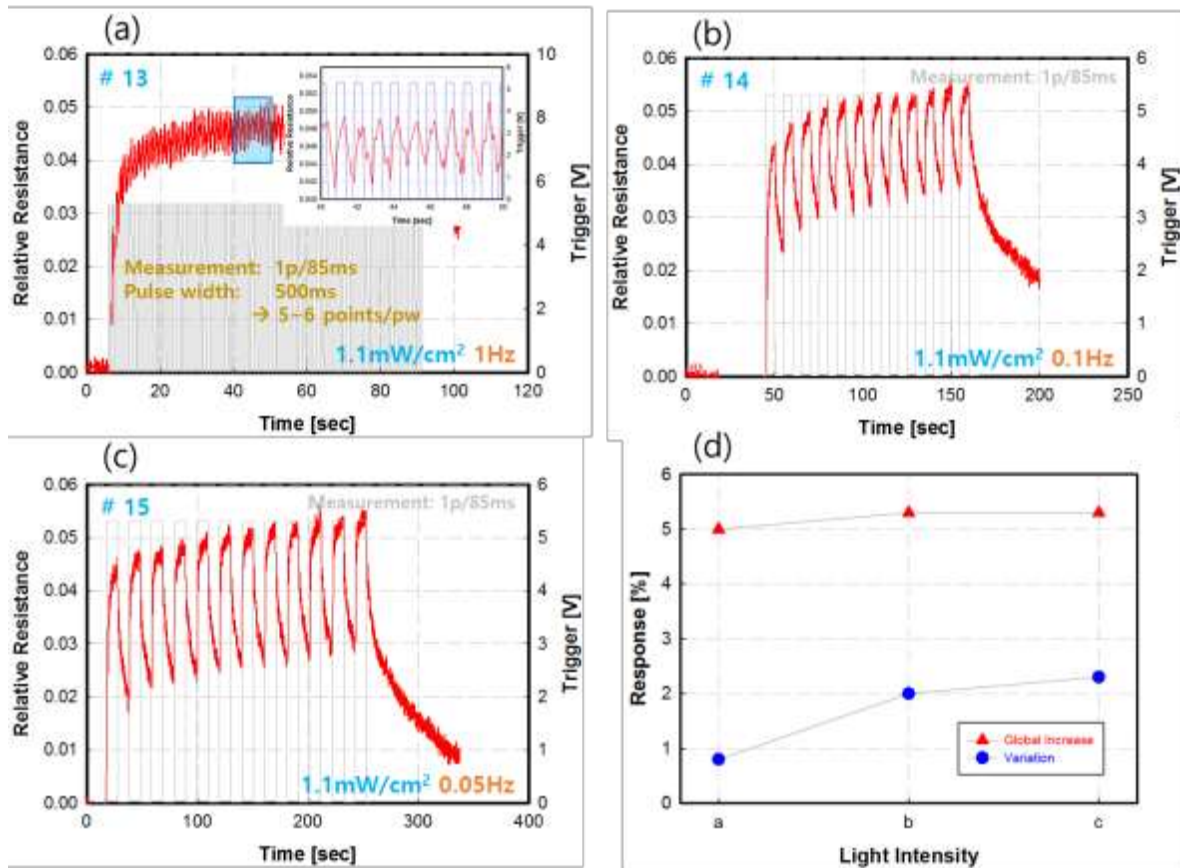 (a)
# 13
Relative Resistance
0.06
0.05
0.04
0.03
0.02
0.01
0.00
10
8
6
4
2
0
Trigger [V]
Relative Resistance
Trigger [V]
Time [sec]
Measurement: 1p/85ms
Pulse width: 500ms
→ 5~6 points/pw
1.1mW/cm² 1Hz
0 20 40 60 80 100 120
Time [sec]
(b)
# 14
Measurement: 1p/85ms
Relative Resistance
0.06
0.05
0.04
0.03
0.02
0.01
0.00
6
5
4
3
2
1
0
Trigger [V]
1.1mW/cm² 0.1Hz
0 50 100 150 200 250
Time [sec]
(c)
# 15
Measurement: 1p/85ms
Relative Resistance
0.06
0.05
0.04
0.03
0.02
0.01
0.00
6
5
4
3
2
1
0
Trigger [V]
1.1mW/cm² 0.05Hz
0 100 200 300 400
Time [sec]
(d)
Response [%]
6
5
4
3
2
1
0
Global Increase
Variation
a b c
Light Intensity